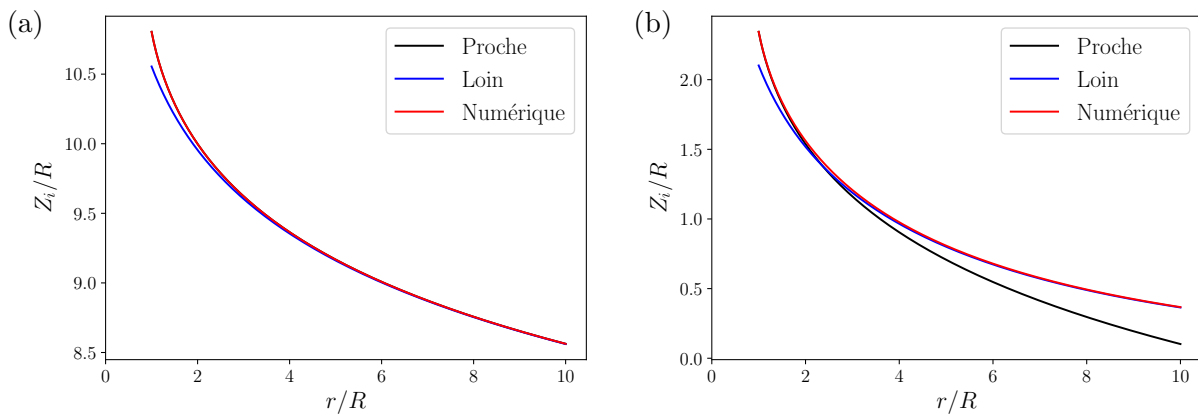 (a)
Z_i/R
10.5
10.0
9.5
9.0
8.5
0 2 4 6 8 10
r/R
Proche
Loin
Numérique
(b)
Z_i/R
2.0
1.5
1.0
0.5
0.0
0 2 4 6 8 10
r/R
Proche
Loin
Numérique